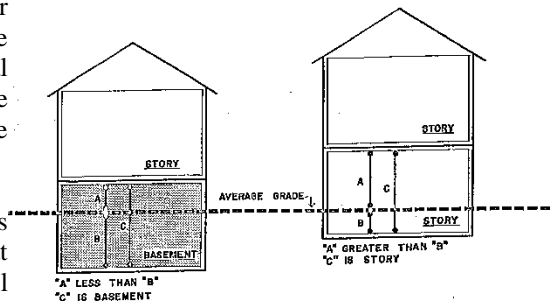 r
e
l
e
e
s
t
l
STORY
A
B
C
BASEMENT
"A" LESS THAN "B"
"C" IS BASEMENT
AVERAGE GRADE
STORY
A
C
B
STORY
"A" GREATER THAN "B"
"C" IS STORY